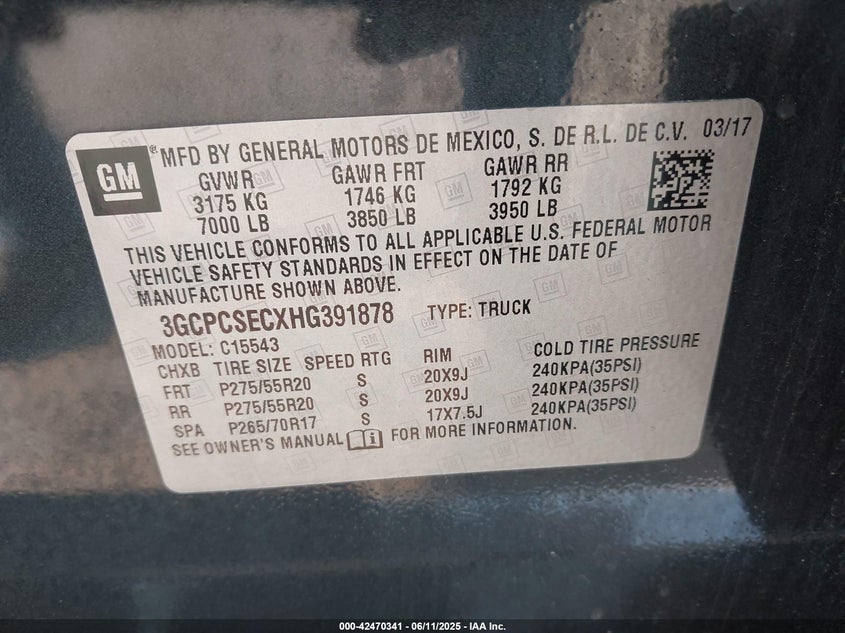 GM ® MFD BY GENERAL MOTORS DE MEXICO, S. DE R.L. DE C.V. 03/17
GVWR GAWR FRT GAWR RR
3175 KG 1746 KG 1792 KG
7000 LB 3850 LB 3950 LB
THIS VEHICLE CONFORMS TO ALL APPLICABLE U.S. FEDERAL MOTOR
VEHICLE SAFETY STANDARDS IN EFFECT ON THE DATE OF
MANUFACTURE SHOWN ABOVE.
3GCPCSECXHG391878 TYPE: TRUCK
MODEL: C15543
CHXB TIRE SIZE SPEED RTG RIM COLD TIRE PRESSURE
FRT P275/55R20 S 20X9J 240KPA(35PSI)
RR P275/55R20 S 20X9J 240KPA(35PSI)
SPA P265/70R17 S 17X7.5J 240KPA(35PSI)
SEE OWNER'S MANUAL FOR MORE INFORMATION.
000-42470341 - 06/11/2025 - IAA Inc.